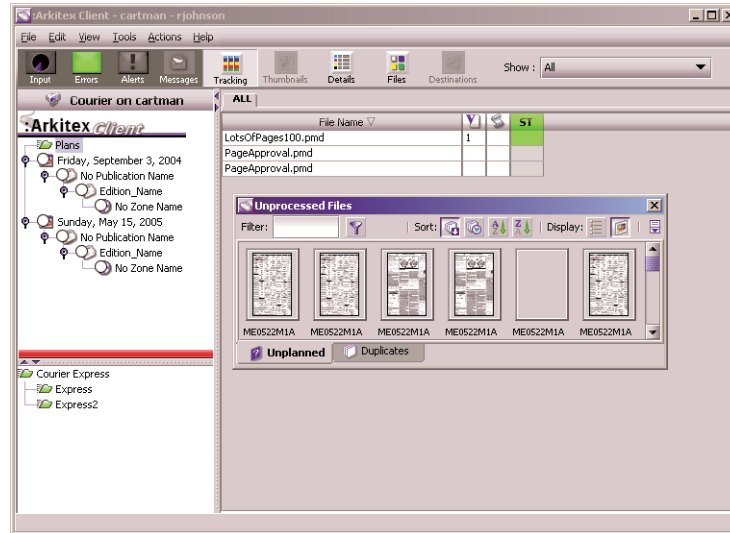 :Arkitex Client - cartman - rjohnson
File Edit View Tools Actions Help
Input Errors Alerts Messages Tracking Thumbnails Details Files Destinations Show : All
Courier on cartman
ALL
:Arkitex Client
File Name ST
Plans
LotsOfPages100.pmd 1
Friday, September 3, 2004
PageApproval.pmd
No Publication Name
PageApproval.pmd
Edition_Name
No Zone Name
Sunday, May 15, 2005
No Publication Name
Edition_Name
No Zone Name
Unprocessed Files
Filter: Sort: Display:
ME0522M1A ME0522M1A ME0522M1A ME0522M1A ME0522M1A ME0522M1A
Unplanned Duplicates
Courier Express
Express
Express2